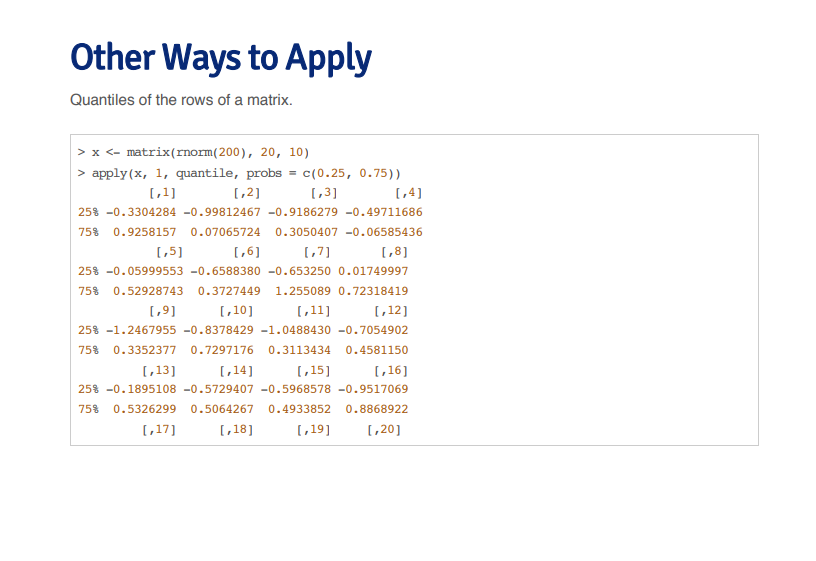 Other Ways to Apply
Quantiles of the rows of a matrix.
> x <- matrix(rnorm(200), 20, 10)
> apply(x, 1, quantile, probs = c(0.25, 0.75))
[,1] [,2] [,3] [,4]
25% -0.3304284 -0.99812467 -0.9186279 -0.49711686
75% 0.9258157 0.07065724 0.3050407 -0.06585436
[,5] [,6] [,7] [,8]
25% -0.05999553 -0.6588380 -0.653250 0.01749997
75% 0.52928743 0.3727449 1.255089 0.72318419
[,9] [,10] [,11] [,12]
25% -1.2467955 -0.8378429 -1.0488430 -0.7054902
75% 0.3352377 0.7297176 0.3113434 0.4581150
[,13] [,14] [,15] [,16]
25% -0.1895108 -0.5729407 -0.5968578 -0.9517069
75% 0.5326299 0.5064267 0.4933852 0.8868922
[,17] [,18] [,19] [,20]